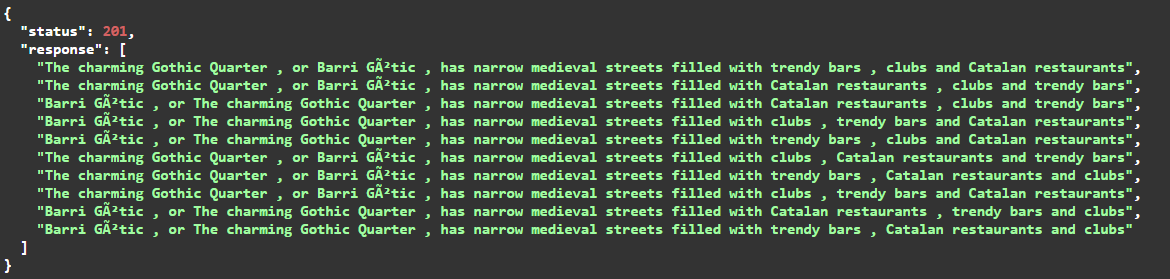 {
"status": 201,
"response": [
"The charming Gothic Quarter , or Barri GÃ²tic , has narrow medieval streets filled with trendy bars , clubs and Catalan restaurants",
"The charming Gothic Quarter , or Barri GÃ²tic , has narrow medieval streets filled with Catalan restaurants , clubs and trendy bars",
"Barri GÃ²tic , or The charming Gothic Quarter , has narrow medieval streets filled with Catalan restaurants , clubs and trendy bars",
"Barri GÃ²tic , or The charming Gothic Quarter , has narrow medieval streets filled with clubs , trendy bars and Catalan restaurants",
"Barri GÃ²tic , or The charming Gothic Quarter , has narrow medieval streets filled with trendy bars , clubs and Catalan restaurants",
"The charming Gothic Quarter , or Barri GÃ²tic , has narrow medieval streets filled with clubs , Catalan restaurants and trendy bars",
"The charming Gothic Quarter , or Barri GÃ²tic , has narrow medieval streets filled with trendy bars , Catalan restaurants and clubs",
"The charming Gothic Quarter , or Barri GÃ²tic , has narrow medieval streets filled with clubs , trendy bars and Catalan restaurants",
"Barri GÃ²tic , or The charming Gothic Quarter , has narrow medieval streets filled with Catalan restaurants , trendy bars and clubs",
"Barri GÃ²tic , or The charming Gothic Quarter , has narrow medieval streets filled with trendy bars , Catalan restaurants and clubs"
]
}